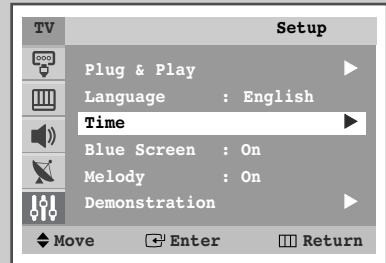 TV Setup
Plug & Play
Language : English
Time
Blue Screen : On
Melody : On
Demonstration
Move Enter Return